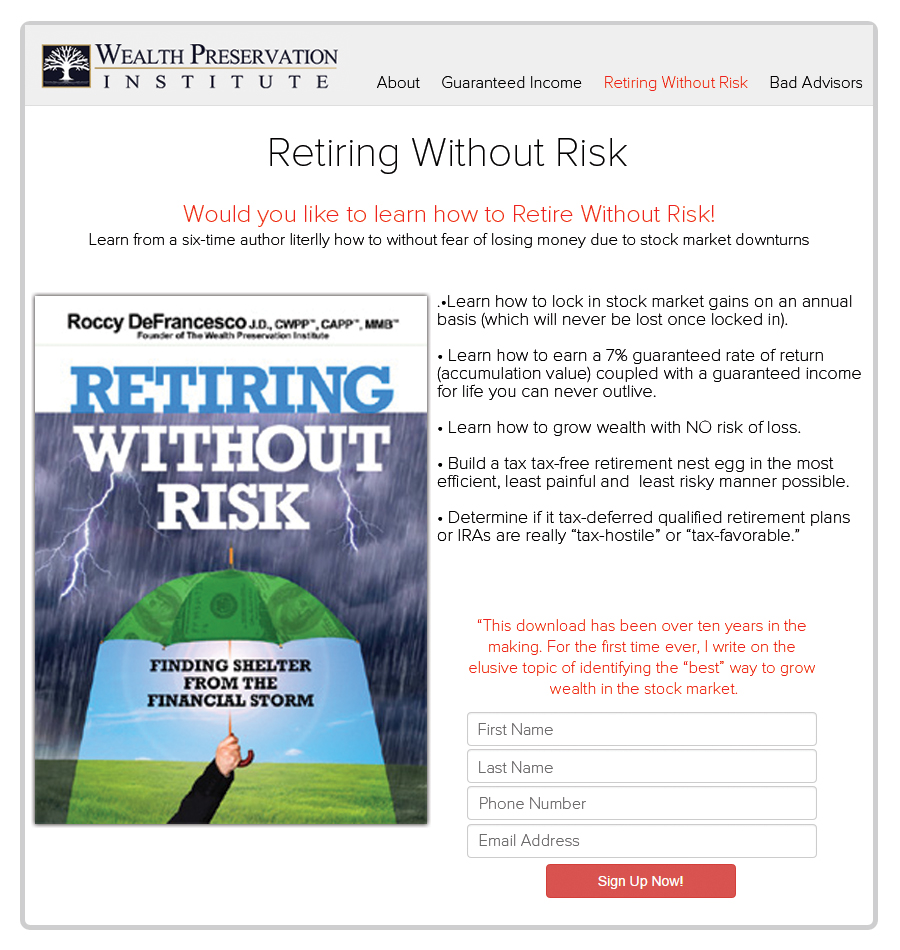 WEALTH PRESERVATION
INSTITUTE
About Guaranteed Income Retiring Without Risk Bad Advisors
Retiring Without Risk
Would you like to learn how to Retire Without Risk!
Learn from a six-time author literlly how to without fear of losing money due to stock market downturns
Roccy DeFrancesco J.D., CWPP™, CAPP™, MMB™
Founder of The Wealth Preservation Institute
RETIRING
WITHOUT
RISK
FINDING SHELTER
FROM THE
FINANCIAL STORM
.•Learn how to lock in stock market gains on an annual
basis (which will never be lost once locked in).
• Learn how to earn a 7% guaranteed rate of return
(accumulation value) coupled with a guaranteed income
for life you can never outlive.
• Learn how to grow wealth with NO risk of loss.
• Build a tax tax-free retirement nest egg in the most
efficient, least painful and  least risky manner possible.
• Determine if it tax-deferred qualified retirement plans
or IRAs are really “tax-hostile” or “tax-favorable.”
“This download has been over ten years in the
making. For the first time ever, I write on the
elusive topic of identifying the “best” way to grow
wealth in the stock market.
First Name
Last Name
Phone Number
Email Address
Sign Up Now!